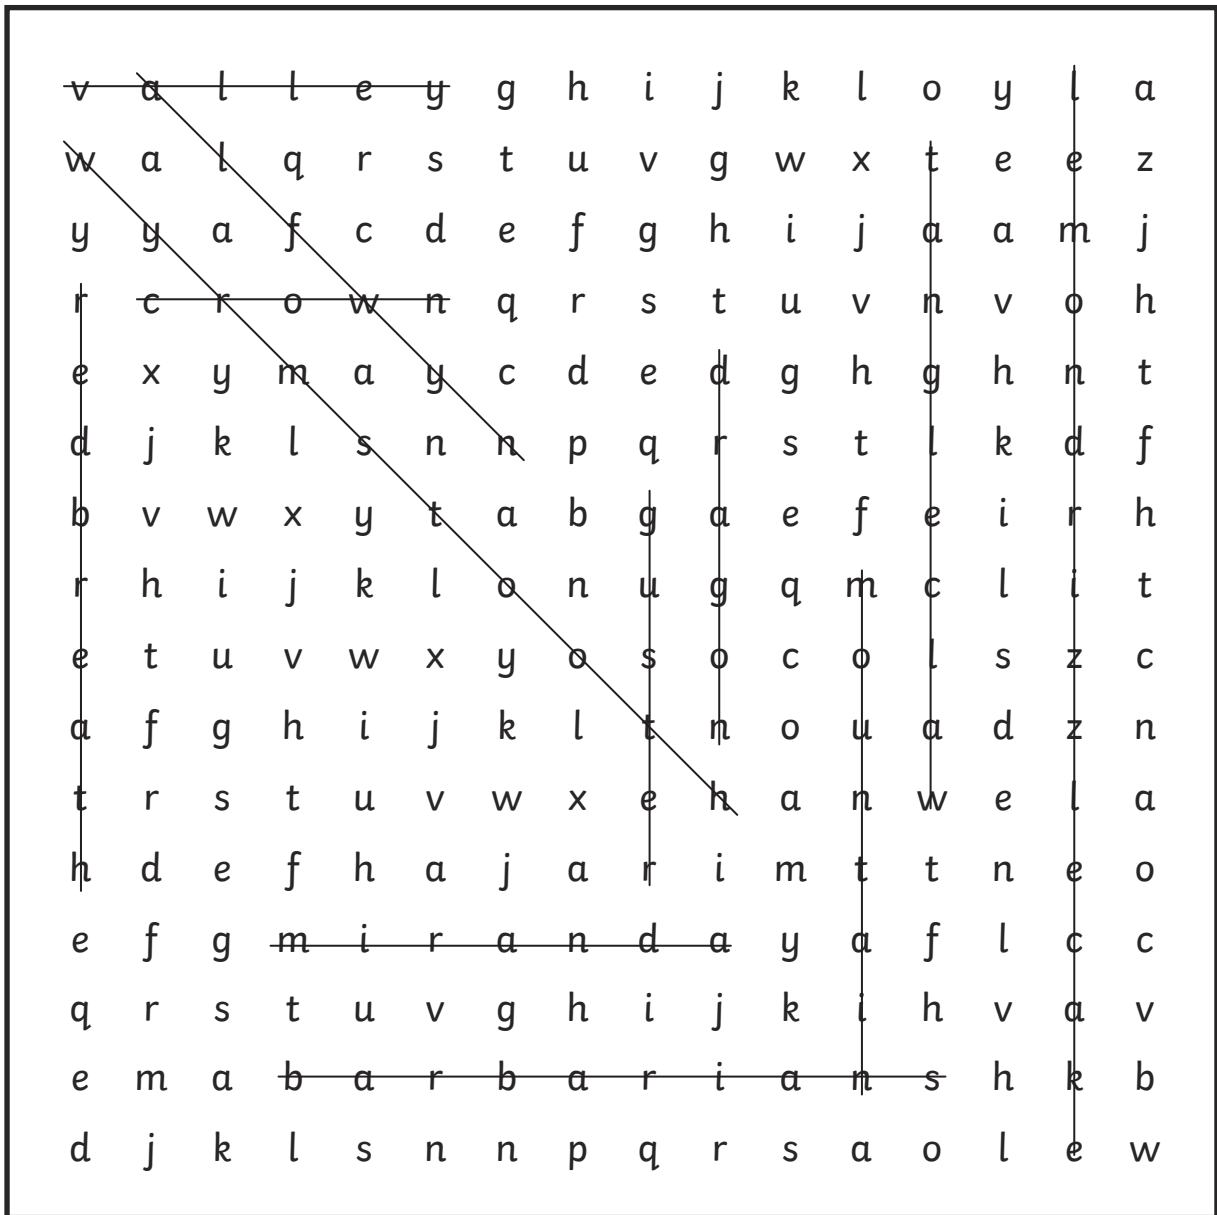 v a l l e y g h i j k l o y l a
w a l q r s t u v g w x t e e z
y y a f c d e f g h i j a a m j
r c r o w n q r s t u v n v o h
e x y m a y c d e d g h g h n t
d j k l s n n p q r s t l k d f
b v w x y t a b g a e f e i r h
r h i j k l o n u g q m c l i t
e t u v w x y o s o c o l s z c
a f g h i j k l t n o u a d z n
t r s t u v w x e h a n w e l a
h d e f h a j a r i m t t n e o
e f g m i r a n d a y a f l c c
q r s t u v g h i j k i h v a v
e m a b a r b a r i a n s h k b
d j k l s n n p q r s a o l e w